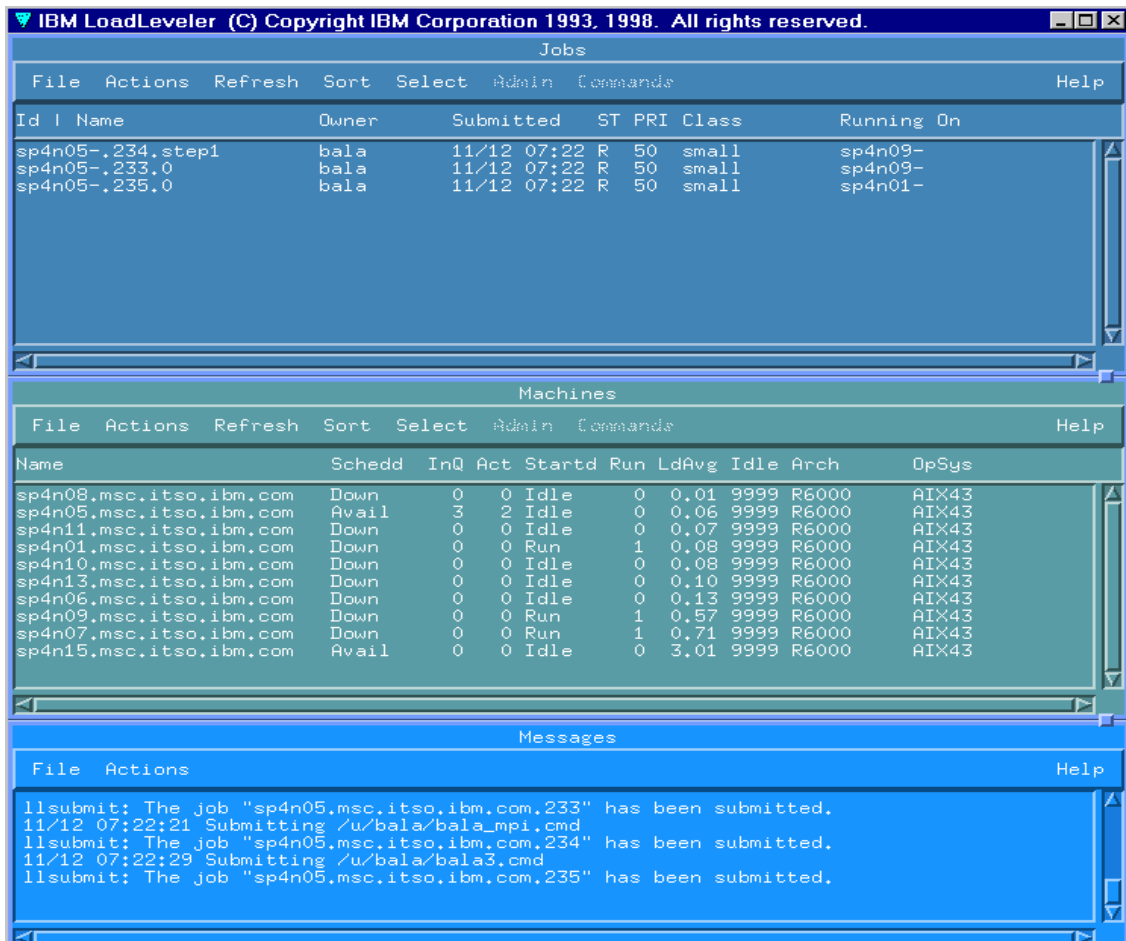 IBM LoadLeveler (C) Copyright IBM Corporation 1993, 1998. All rights reserved.
Jobs
File Actions Refresh Sort Select Admin Commands Help
Id | Name Owner Submitted ST PRI Class Running On
sp4n05-.234.step1 bala 11/12 07:22 R 50 small sp4n09-
sp4n05-.233.0 bala 11/12 07:22 R 50 small sp4n09-
sp4n05-.235.0 bala 11/12 07:22 R 50 small sp4n01-
Machines
File Actions Refresh Sort Select Admin Commands Help
Name Schedd InQ Act Startd Run LdAvg Idle Arch OpSys
sp4n08.msc.itso.ibm.com Down 0 0 Idle 0 0.01 9999 R6000 AIX43
sp4n05.msc.itso.ibm.com Avail 3 2 Idle 0 0.06 9999 R6000 AIX43
sp4n11.msc.itso.ibm.com Down 0 0 Idle 0 0.07 9999 R6000 AIX43
sp4n01.msc.itso.ibm.com Down 0 0 Run 1 0.08 9999 R6000 AIX43
sp4n10.msc.itso.ibm.com Down 0 0 Idle 0 0.08 9999 R6000 AIX43
sp4n13.msc.itso.ibm.com Down 0 0 Idle 0 0.10 9999 R6000 AIX43
sp4n06.msc.itso.ibm.com Down 0 0 Idle 0 0.13 9999 R6000 AIX43
sp4n09.msc.itso.ibm.com Down 0 0 Run 1 0.57 9999 R6000 AIX43
sp4n07.msc.itso.ibm.com Down 0 0 Run 1 0.71 9999 R6000 AIX43
sp4n15.msc.itso.ibm.com Avail 0 0 Idle 0 3.01 9999 R6000 AIX43
Messages
File Actions Help
llsubmit: The job "sp4n05.msc.itso.ibm.com.233" has been submitted.
11/12 07:22:21 Submitting /u/bala/bala_mpi.cmd
llsubmit: The job "sp4n05.msc.itso.ibm.com.234" has been submitted.
11/12 07:22:29 Submitting /u/bala/bala3.cmd
llsubmit: The job "sp4n05.msc.itso.ibm.com.235" has been submitted.